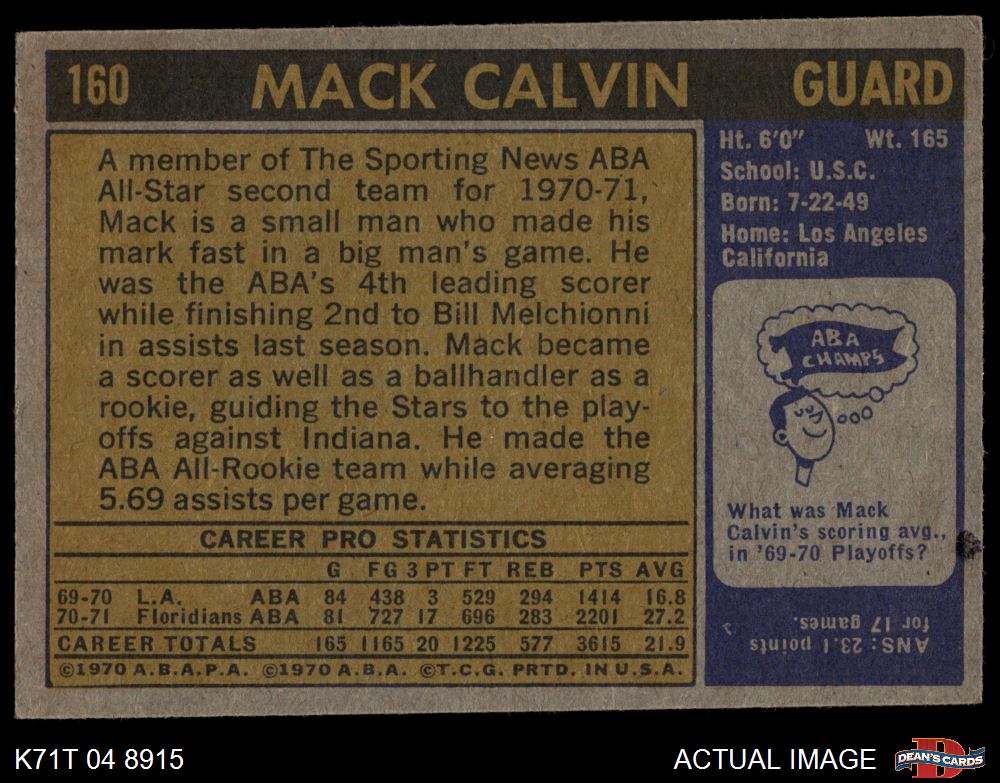 160 MACK CALVIN GUARD
A member of The Sporting News ABA
All-Star second team for 1970-71,
Mack is a small man who made his
mark fast in a big man's game. He
was the ABA's 4th leading scorer
while finishing 2nd to Bill Melchionni
in assists last season. Mack became
a scorer as well as a ballhandler as a
rookie, guiding the Stars to the play-
offs against Indiana. He made the
ABA All-Rookie team while averaging
5.69 assists per game.
CAREER PRO STATISTICS
G FG 3 PT FT REB PTS AVG
69-70 L.A. ABA 84 438 3 529 294 1414 16.8
70-71 Floridians ABA 81 727 17 696 283 2201 27.2
CAREER TOTALS 165 1165 20 1225 577 3615 21.9
©1970 A.B.A.P.A. ©1970 A.B.A. ©T.C.G. PRTD. IN U.S.A.
Ht. 6'0" Wt. 165
School: U.S.C.
Born: 7-22-49
Home: Los Angeles
California
ABA
CHAMPS
What was Mack
Calvin's scoring avg.,
in '69-70 Playoffs?
ANS: 23.1 points
for 17 games.
K71T 04 8915
ACTUAL IMAGE
D
DEAN'S CARDS